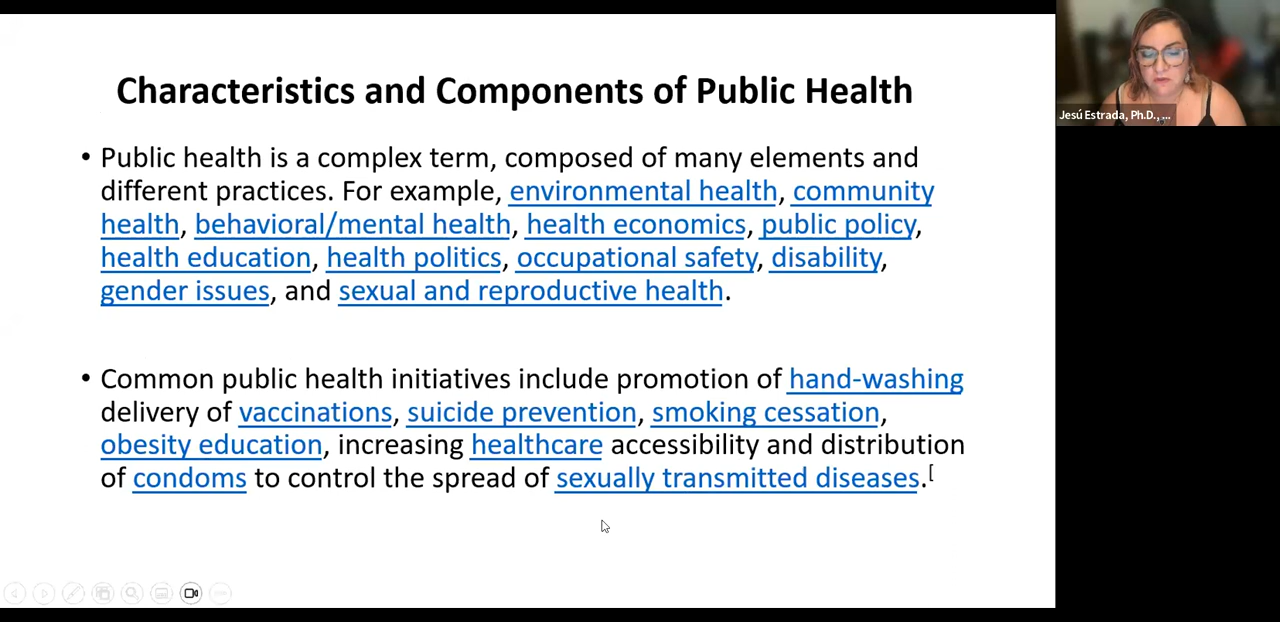 Characteristics and Components of Public Health
• Public health is a complex term, composed of many elements and
different practices. For example, environmental health, community
health, behavioral/mental health, health economics, public policy,
health education, health politics, occupational safety, disability,
gender issues, and sexual and reproductive health.
• Common public health initiatives include promotion of hand-washing
delivery of vaccinations, suicide prevention, smoking cessation,
obesity education, increasing healthcare accessibility and distribution
of condoms to control the spread of sexually transmitted diseases.[
Jesú Estrada, Ph.D., ...